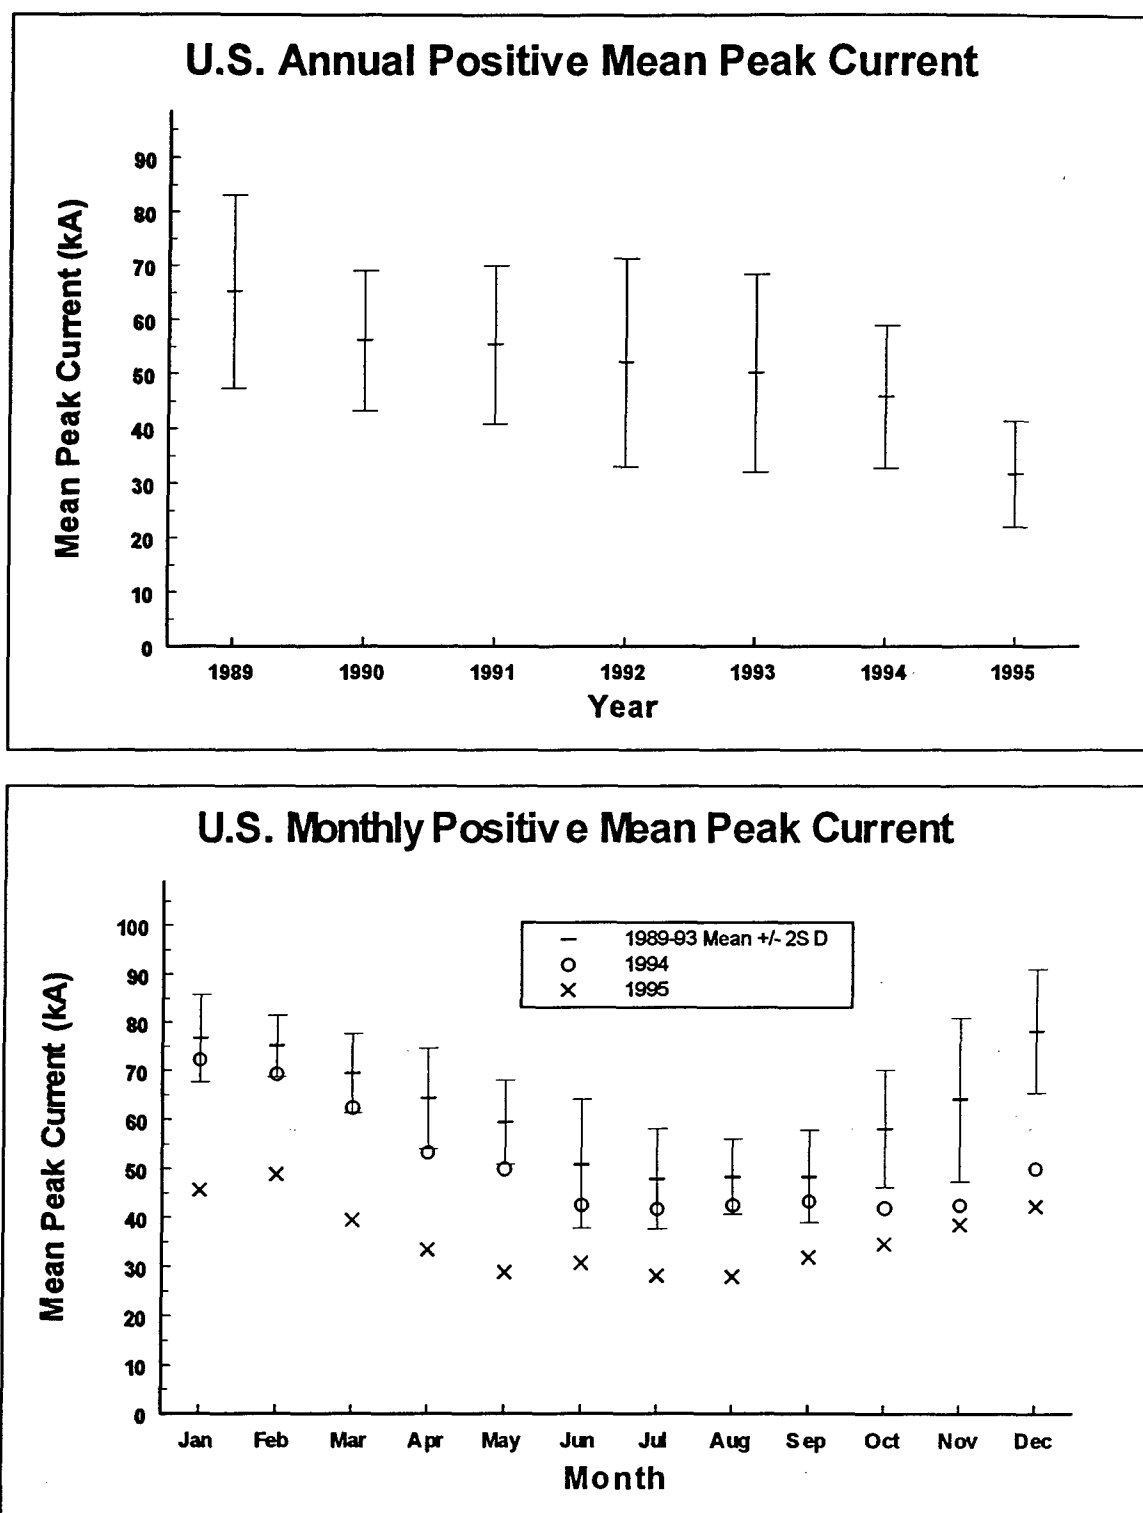 U.S. Annual Positive Mean Peak Current
Mean Peak Current (kA)
90
80
70
60
50
40
30
20
10
0
1989 1990 1991 1992 1993 1994 1995
Year
U.S. Monthly Positive Mean Peak Current
1989-93 Mean +/- 2S D
1994
1995
Mean Peak Current (kA)
100
90
80
70
60
50
40
30
20
10
0
Jan Feb Mar Apr May Jun Jul Aug Sep Oct Nov Dec
Month